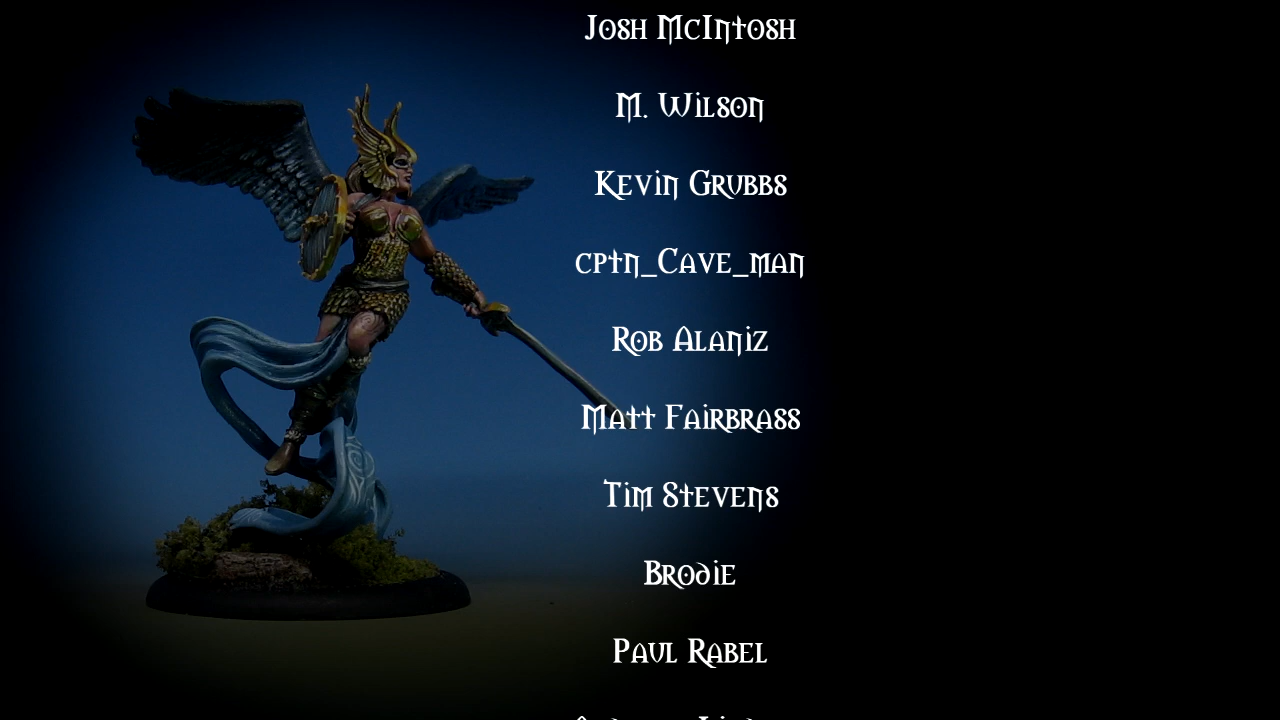 Josh McIntosh
M. Wilson
Kevin Grubbs
cptn_Cave_man
Rob Alaniz
Matt Fairbrass
Tim Stevens
Brodie
Paul Rabel